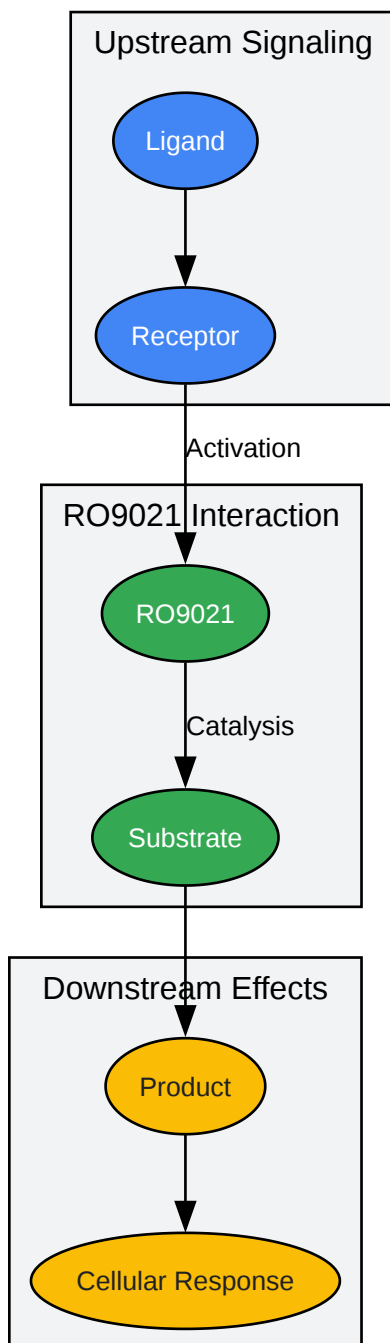 Upstream Signaling
Ligand
Receptor
Activation
RO9021 Interaction
RO9021
Catalysis
Substrate
Downstream Effects
Product
Cellular Response